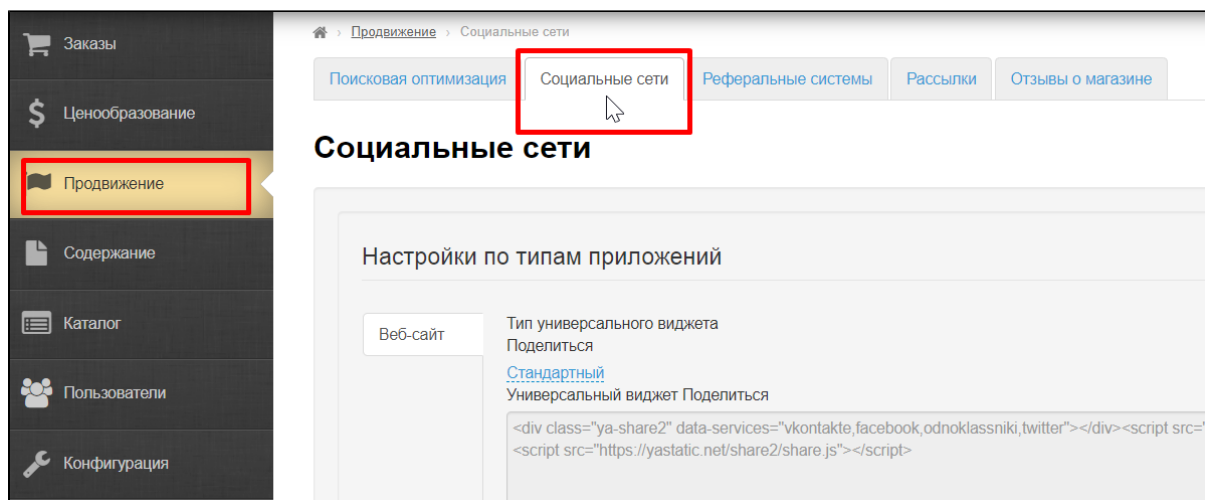 Заказы
Ценообразование
Продвижение
Содержание
Каталог
Пользователи
Конфигурация
Продвижение › Социальные сети
Поисковая оптимизация Социальные сети Реферальные системы Рассылки Отзывы о магазине
Социальные сети
Настройки по типам приложений
Веб-сайт
Тип универсального виджета
Поделиться
Стандартный
Универсальный виджет Поделиться
<div class="ya-share2" data-services="vkontakte,facebook,odnoklassniki,twitter"></div><script src="
<script src="https://yastatic.net/share2/share.js"></script>